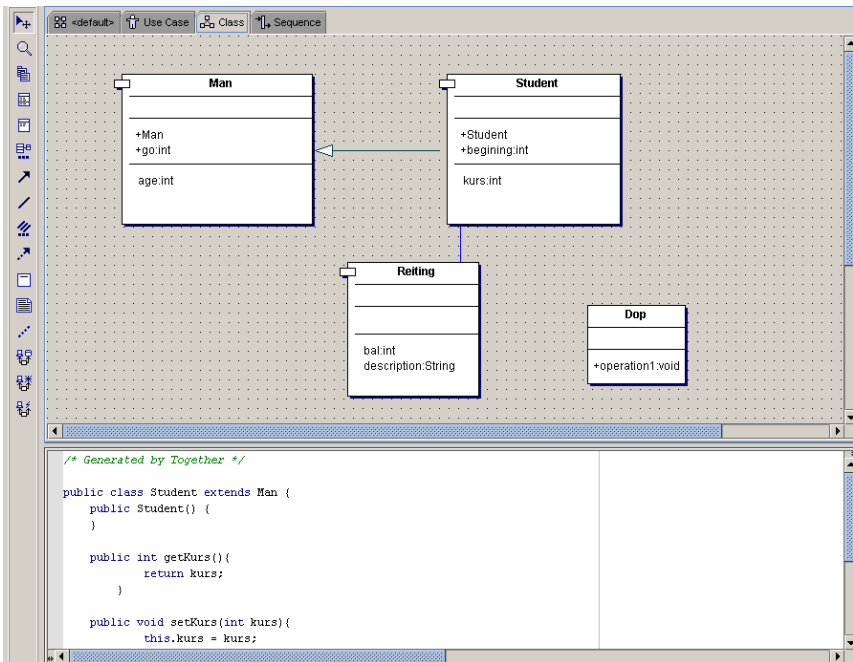 <default> Use Case Class Sequence
Man
+Man
+go:int
age:int
Student
+Student
+begining:int
kurs:int
Reiting
bal:int
description:String
Dop
+operation1:void
/* Generated by Together */
public class Student extends Man {
public Student() {
}
public int getKurs(){
return kurs;
}
public void setKurs(int kurs){
this.kurs = kurs;